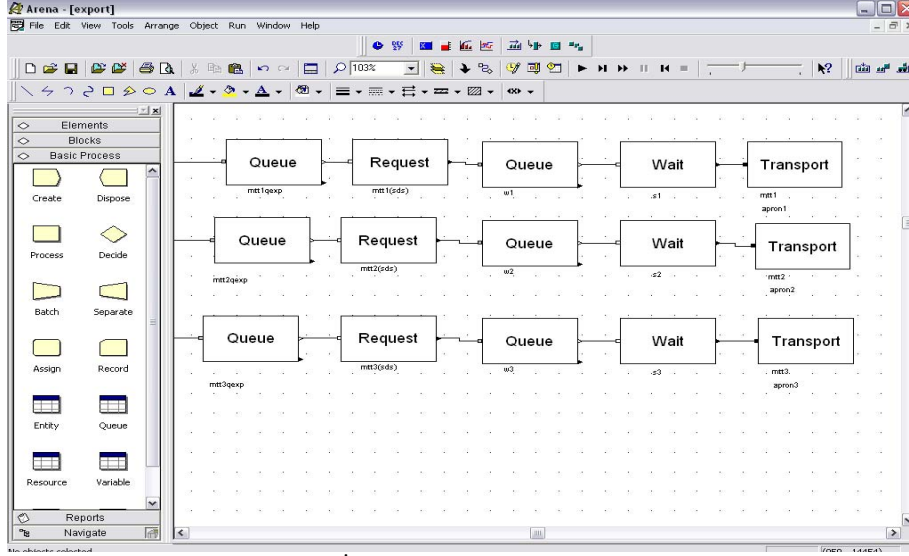 Arena - [export]
File Edit View Tools Arrange Object Run Window Help
103%
A
Elements
Blocks
Basic Process
Create Dispose
Process Decide
Batch Separate
Assign Record
Entity Queue
Resource Variable
Reports
Navigate
Queue Request Queue Wait Transport
mtt1qexp mtt1(sds) w1 s1 mtt1
apron1
Queue Request Queue Wait Transport
mtt2qexp mtt2(sds) w2 s2 mtt2
apron2
Queue Request Queue Wait Transport
mtt3qexp mtt3(sds) w3 s3 mtt3
apron3
No objects selected